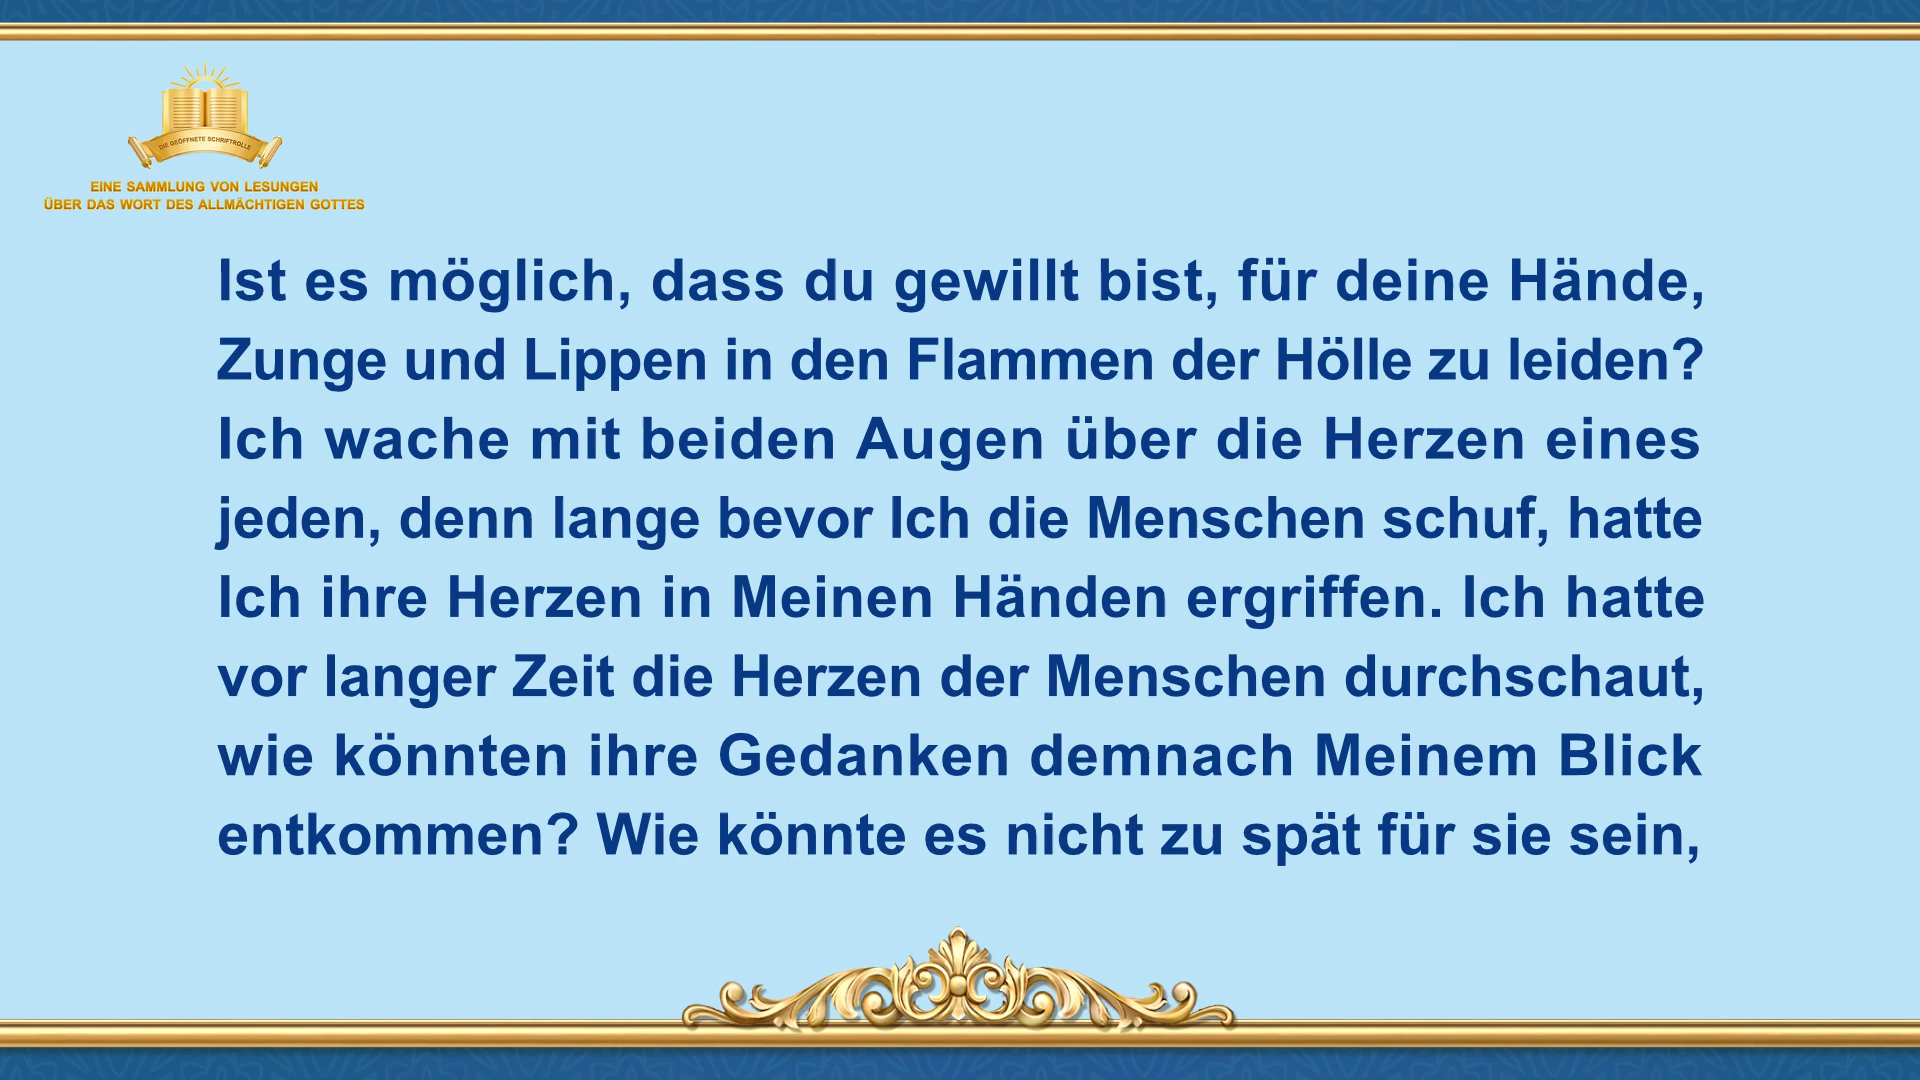 DIE GEÖFFNETE SCHRIFTROLLE
EINE SAMMLUNG VON LESUNGEN
ÜBER DAS WORT DES ALLMÄCHTIGEN GOTTES
Ist es möglich, dass du gewillt bist, für deine Hände,
Zunge und Lippen in den Flammen der Hölle zu leiden?
Ich wache mit beiden Augen über die Herzen eines
jeden, denn lange bevor Ich die Menschen schuf, hatte
Ich ihre Herzen in Meinen Händen ergriffen. Ich hatte
vor langer Zeit die Herzen der Menschen durchschaut,
wie könnten ihre Gedanken demnach Meinem Blick
entkommen? Wie könnte es nicht zu spät für sie sein,